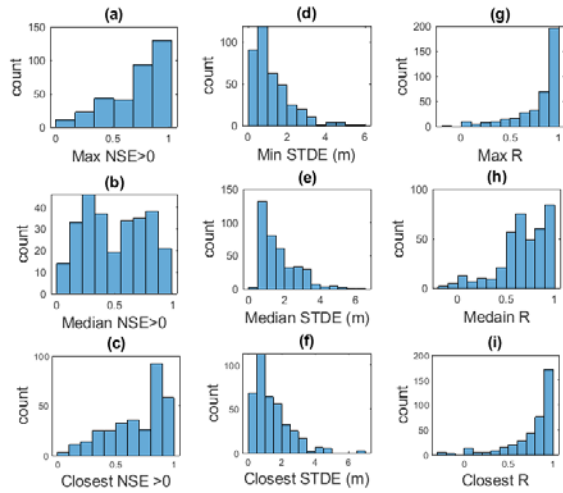 (a)
150
100
50
0
count
0
0.5
1
Max NSE>0
(d)
100
50
0
count
0
2
4
6
Min STDE (m)
(g)
200
150
100
50
0
count
0
0.5
1
Max R
(b)
40
30
20
10
0
count
0
0.5
1
Median NSE>0
(e)
150
100
50
0
count
0
2
4
6
Median STDE (m)
(h)
100
50
0
count
0
0.5
1
Medain R
(c)
100
50
0
count
0
0.5
1
Closest NSE >0
(f)
100
50
0
count
0
2
4
6
Closest STDE (m)
(i)
200
150
100
50
0
count
0
0.5
1
Closest R